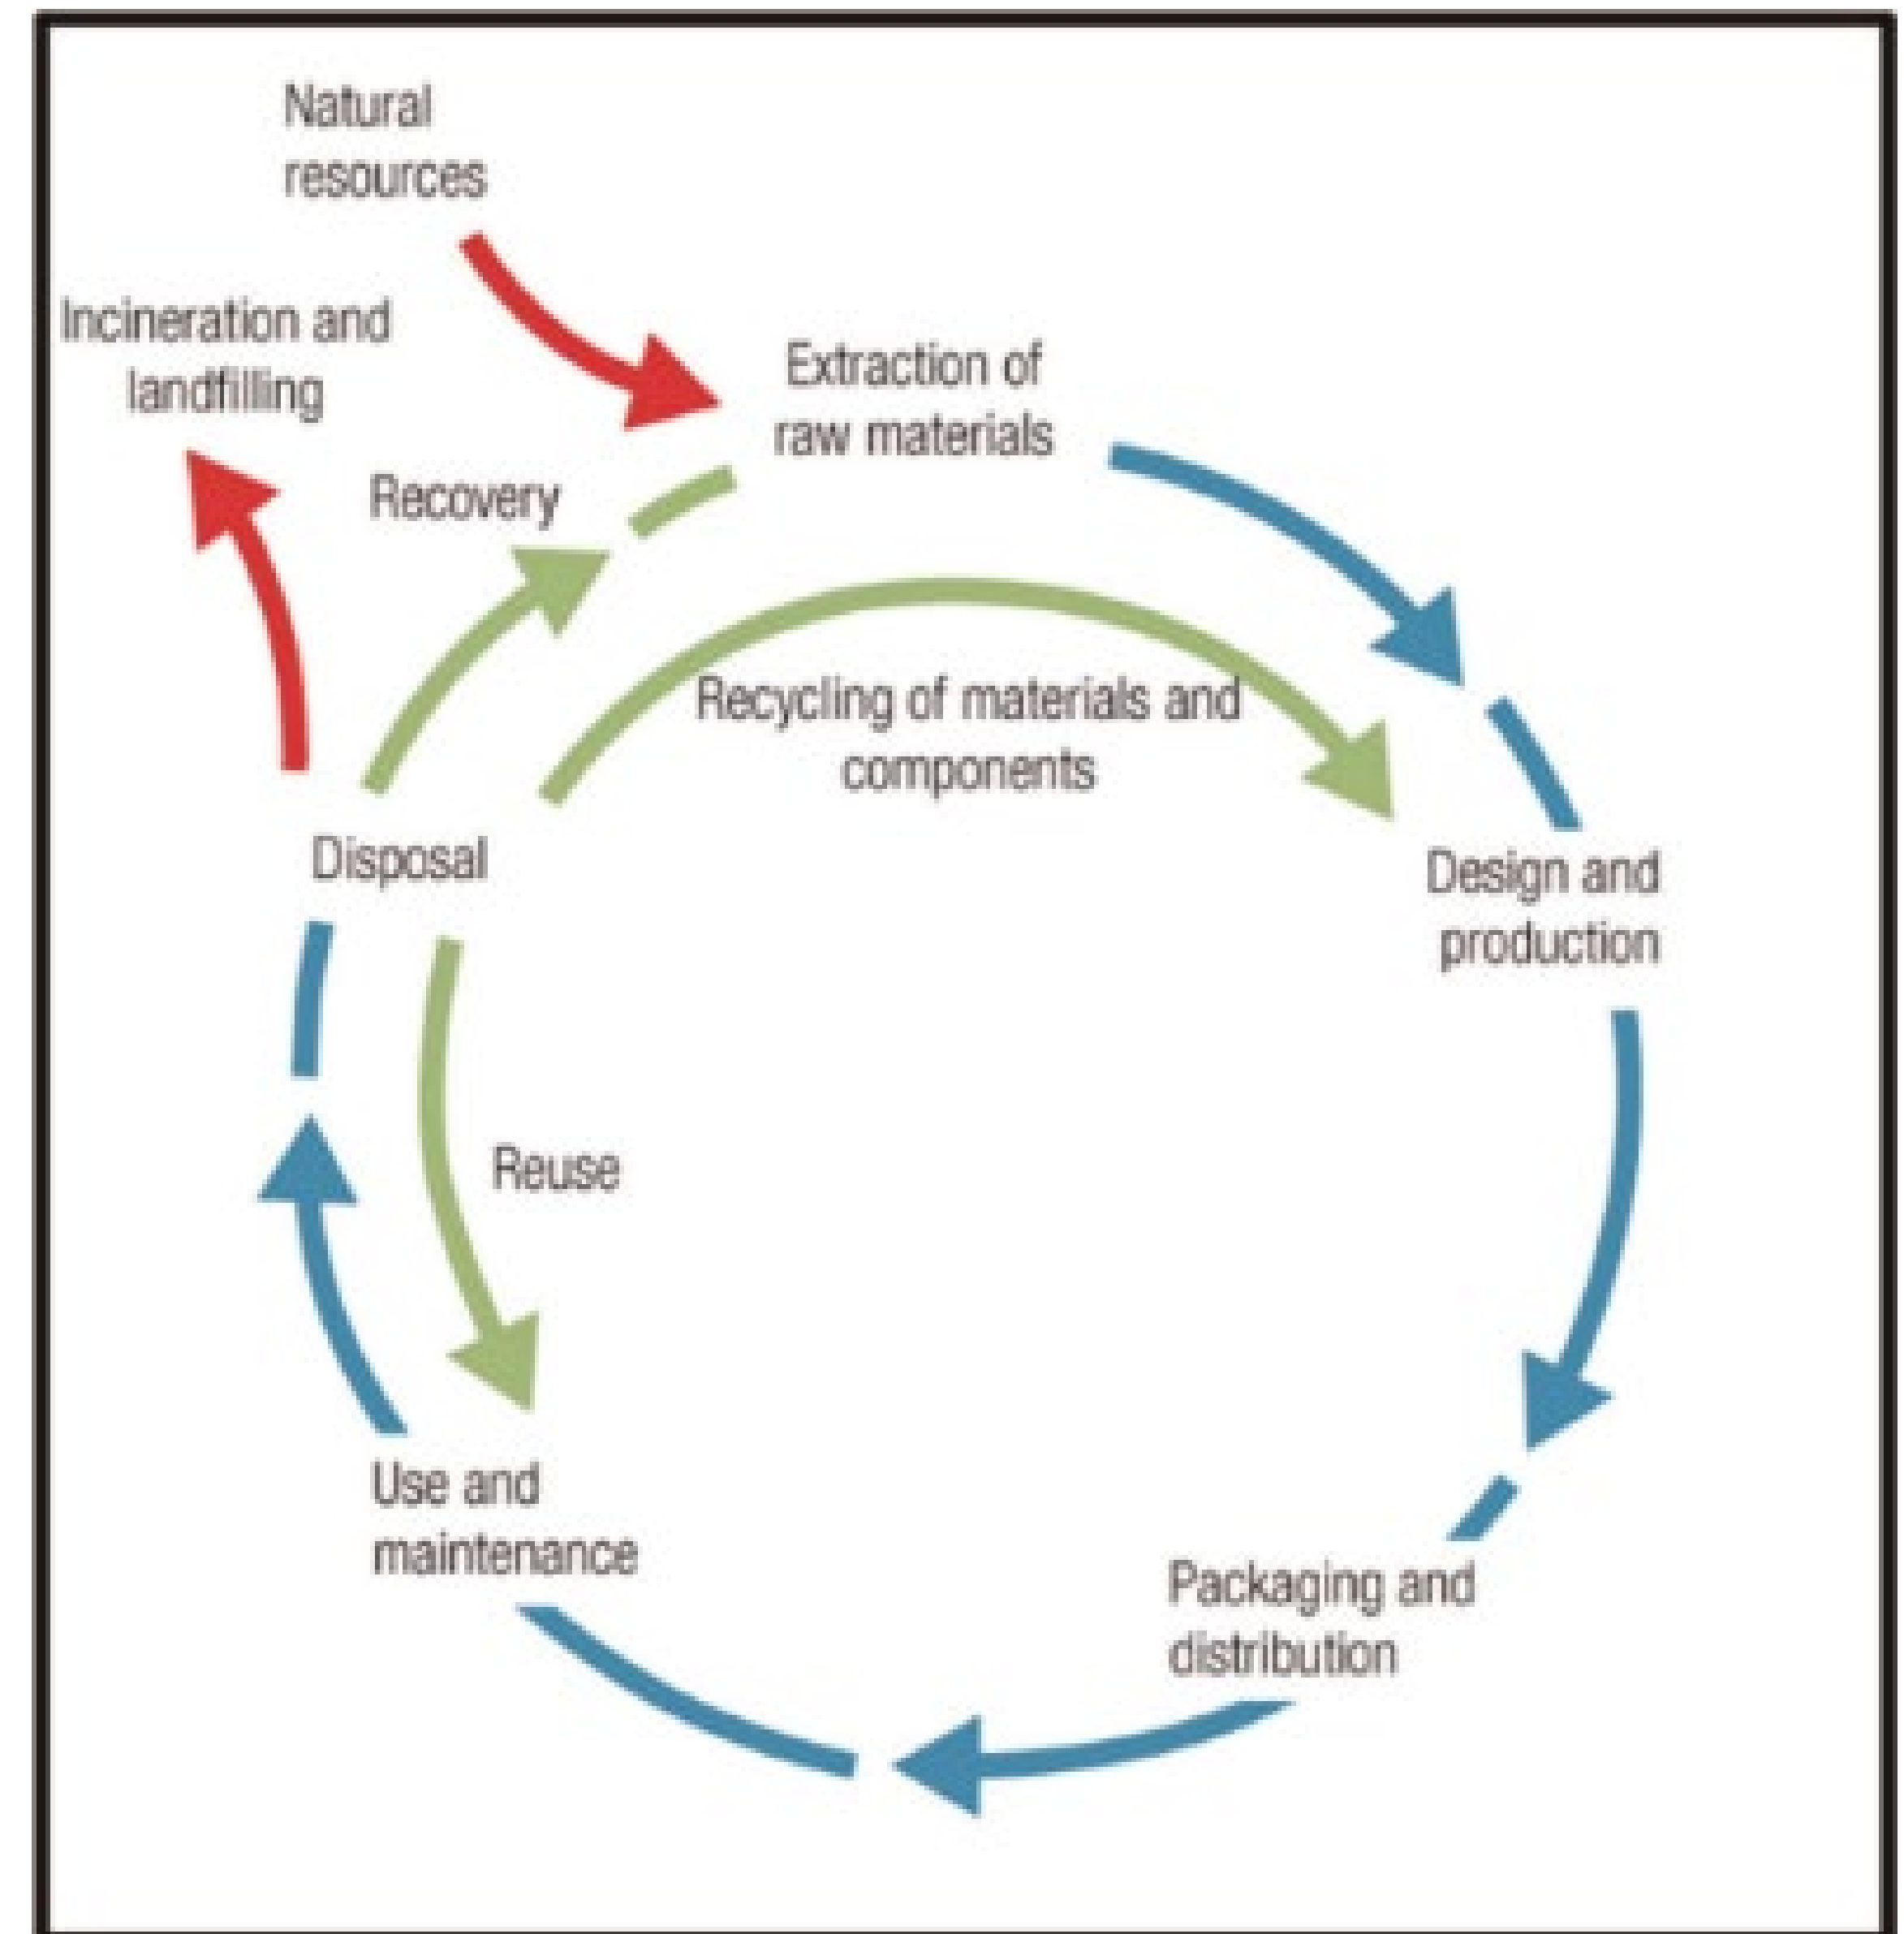 Natural
resources
Incineration and
landfilling
Extraction of
raw materials
Recovery
Recycling of materials and
components
Disposal
Design and
production
Reuse
Use and
maintenance
Packaging and
distribution